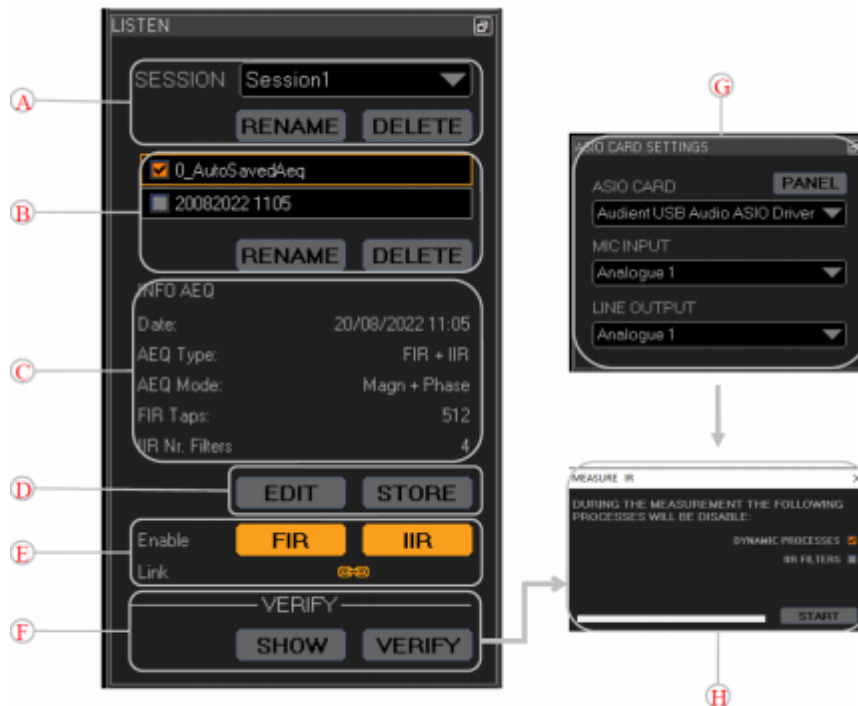 LISTEN
SESSION Session1
RENAME DELETE
A
0_AutoSavedAeq
20082022 1105
B
RENAME DELETE
INFO AEQ
Date: 20/08/2022 11:05
AEQ Type: FIR + IIR
C
AEQ Mode: Magn + Phase
FIR Taps: 512
IIR Nr. Filters 4
D
EDIT STORE
Enable FIR IIR
E
Link
VERIFY
F
SHOW VERIFY
G
ASIO CARD SETTINGS
ASIO CARD PANEL
Audient USB Audio ASIO Driver
MIC INPUT
Analogue 1
LINE OUTPUT
Analogue 1
MEASURE IR X
DURING THE MEASUREMENT THE FOLLOWING
PROCESSES WILL BE DISABLE:
DYNAMIC PROCESSES
IIR FILTERS
START
H